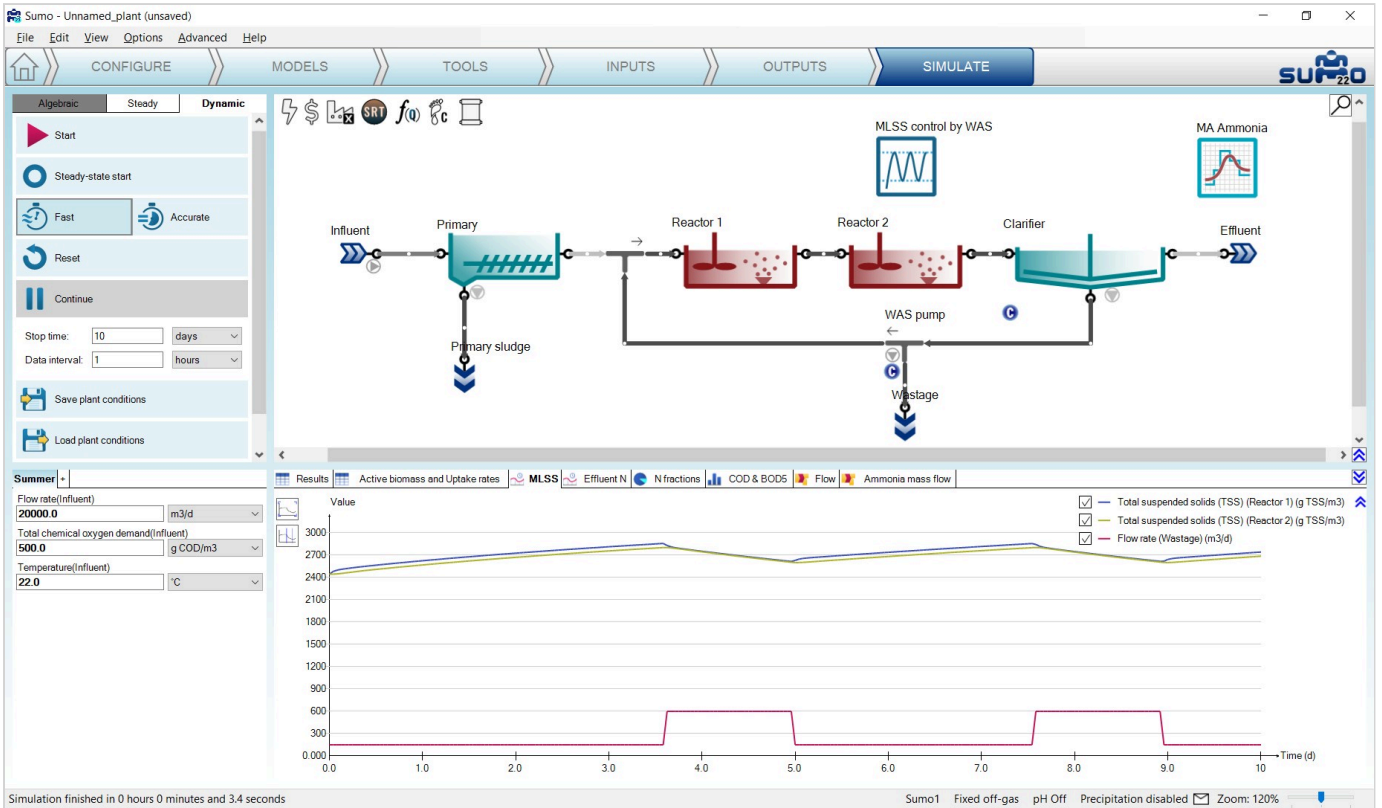 Sumo - Unnamed_plant (unsaved)
File Edit View Options Advanced Help
CONFIGURE MODELS TOOLS INPUTS OUTPUTS SIMULATE
SUMO 22
Algebraic Steady Dynamic
Start
Steady-state start
Fast Accurate
Reset
Continue
Stop time: 10 days
Data interval: 1 hours
Save plant conditions
Load plant conditions
$ x SRT f(Q) c
MLSS control by WAS
MA Ammonia
Influent
Primary
Reactor 1
Reactor 2
Clarifier
Effluent
WAS pump
C
C
Primary sludge
Wastage
Summer +
Flow rate(Influent)
20000.0 m3/d
Total chemical oxygen demand(Influent)
500.0 g COD/m3
Temperature(Influent)
22.0 °C
Results Active biomass and Uptake rates MLSS Effluent N N fractions COD & BOD5 Flow Ammonia mass flow
Value
Total suspended solids (TSS) (Reactor 1) (g TSS/m3)
Total suspended solids (TSS) (Reactor 2) (g TSS/m3)
Flow rate (Wastage) (m3/d)
3000
2700
2400
2100
1800
1500
1200
900
600
300
0.000
0.0 1.0 2.0 3.0 4.0 5.0 6.0 7.0 8.0 9.0 10
Time (d)
Simulation finished in 0 hours 0 minutes and 3.4 seconds
Sumo1 Fixed off-gas pH Off Precipitation disabled Zoom: 120%